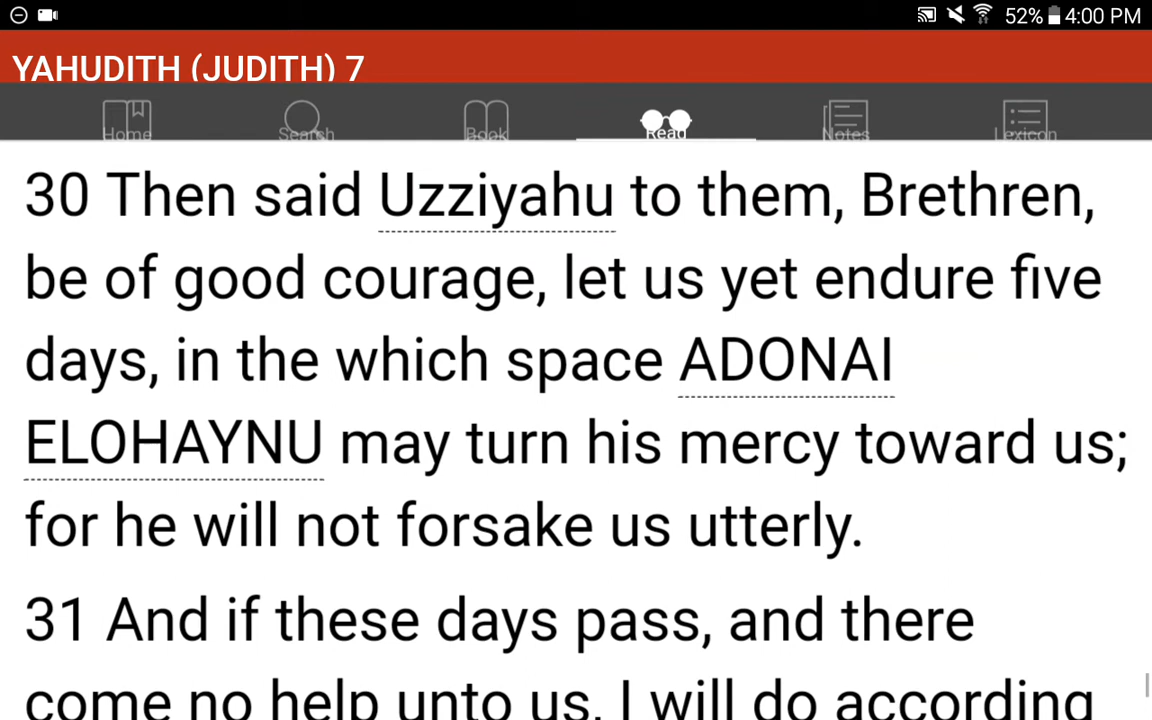 52% 4:00 PM
YAHUDITH (JUDITH) 7
Home Search Book Read Notes Lexicon
30 Then said Uzziyahu to them, Brethren,
be of good courage, let us yet endure five
days, in the which space ADONAI
ELOHAYNU may turn his mercy toward us;
for he will not forsake us utterly.
31 And if these days pass, and there
come no help unto us, I will do according